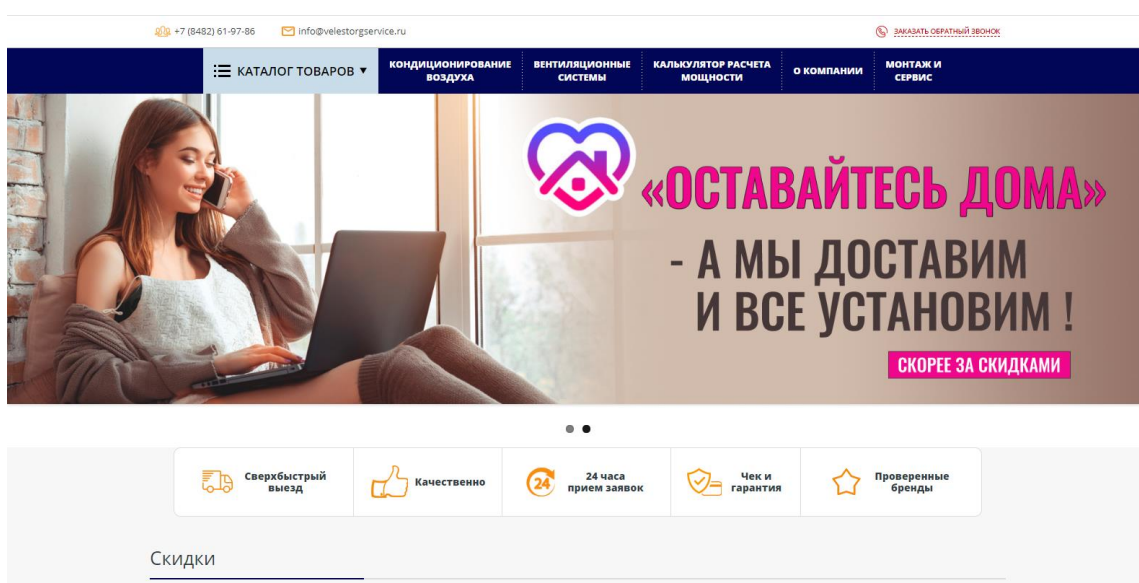 +7 (8482) 61-97-86 info@velestorgservice.ru ЗАКАЗАТЬ ОБРАТНЫЙ ЗВОНОК
КАТАЛОГ ТОВАРОВ ▼
КОНДИЦИОНИРОВАНИЕ
ВОЗДУХА
ВЕНТИЛЯЦИОННЫЕ
СИСТЕМЫ
КАЛЬКУЛЯТОР РАСЧЕТА
МОЩНОСТИ
О КОМПАНИИ
МОНТАЖ И
СЕРВИС
«ОСТАВАЙТЕСЬ ДОМА»
- А МЫ ДОСТАВИМ
И ВСЕ УСТАНОВИМ !
СКОРЕЕ ЗА СКИДКАМИ
Сверхбыстрый
выезд
Качественно
24
24 часа
прием заявок
Чек и
гарантия
Проверенные
бренды
Скидки